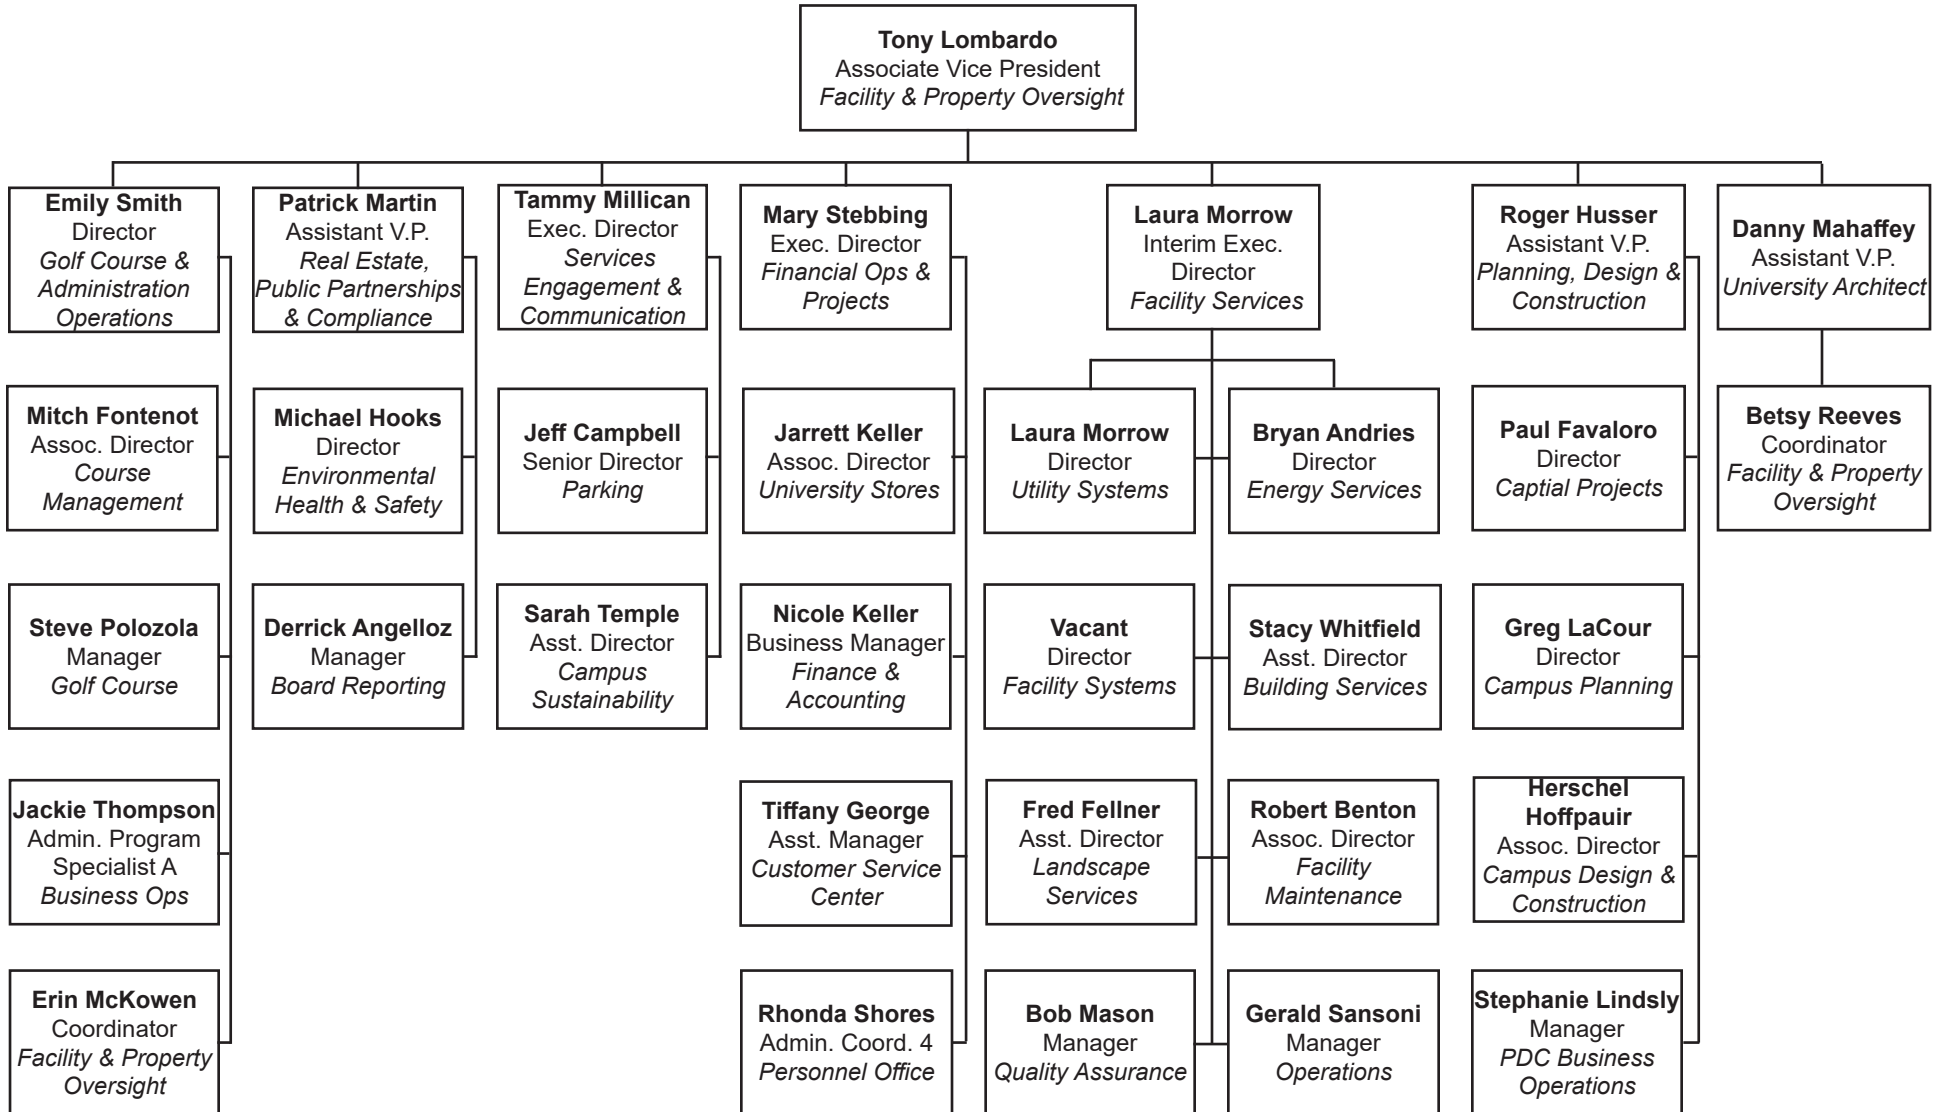 Tony Lombardo
Associate Vice President
Facility & Property Oversight
Emily Smith
Director
Golf Course &
Administration
Operations
Patrick Martin
Assistant V.P.
Real Estate,
Public Partnerships
& Compliance
Tammy Millican
Exec. Director
Services
Engagement &
Communication
Mary Stebbing
Exec. Director
Financial Ops &
Projects
Laura Morrow
Interim Exec.
Director
Facility Services
Roger Husser
Assistant V.P.
Planning, Design &
Construction
Danny Mahaffey
Assistant V.P.
University Architect
Mitch Fontenot
Assoc. Director
Course
Management
Michael Hooks
Director
Environmental
Health & Safety
Jeff Campbell
Senior Director
Parking
Jarrett Keller
Assoc. Director
University Stores
Laura Morrow
Director
Utility Systems
Bryan Andries
Director
Energy Services
Paul Favaloro
Director
Captial Projects
Betsy Reeves
Coordinator
Facility & Property
Oversight
Steve Polozola
Manager
Golf Course
Derrick Angelloz
Manager
Board Reporting
Sarah Temple
Asst. Director
Campus
Sustainability
Nicole Keller
Business Manager
Finance &
Accounting
Vacant
Director
Facility Systems
Stacy Whitfield
Asst. Director
Building Services
Greg LaCour
Director
Campus Planning
Jackie Thompson
Admin. Program
Specialist A
Business Ops
Tiffany George
Asst. Manager
Customer Service
Center
Fred Fellner
Asst. Director
Landscape
Services
Robert Benton
Assoc. Director
Facility
Maintenance
Herschel
Hoffpauir
Assoc. Director
Campus Design &
Construction
Erin McKowen
Coordinator
Facility & Property
Oversight
Rhonda Shores
Admin. Coord. 4
Personnel Office
Bob Mason
Manager
Quality Assurance
Gerald Sansoni
Manager
Operations
Stephanie Lindsly
Manager
PDC Business
Operations